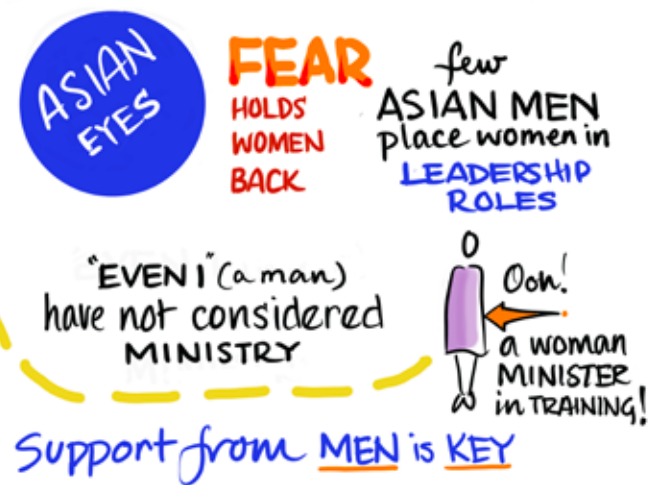 ASIAN
EYES
FEAR
HOLDS
WOMEN
BACK
few
ASIAN MEN
place women in
LEADERSHIP
ROLES
"EVEN I" (a man)
have not considered
MINISTRY
Ooh!
a woman
MINISTER
in TRAINING!
Support from MEN is KEY